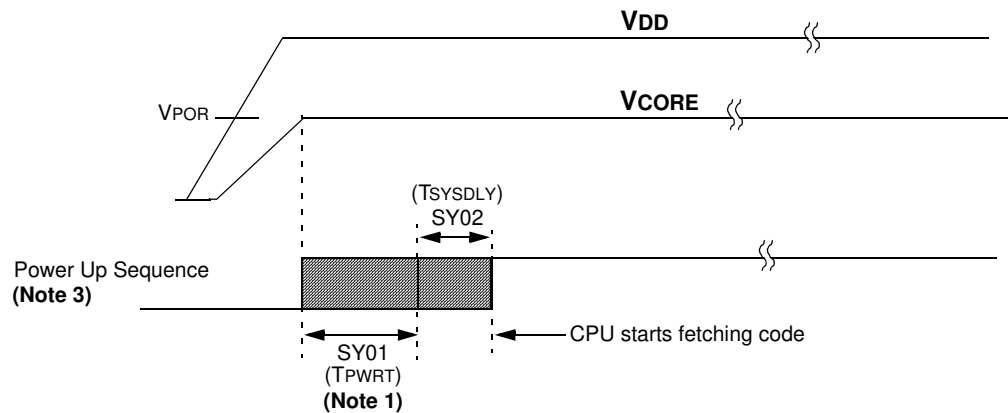 VDD
VPOR
VCORE
(TSYSDLY)
SY02
Power Up Sequence
(Note 3)
CPU starts fetching code
SY01
(TPWRT)
(Note 1)